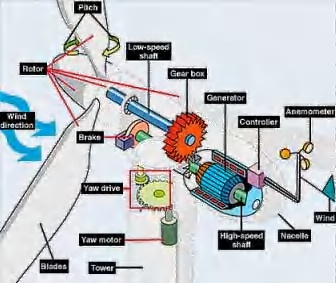 Pitch
Low-speed
shaft
Rotor
Gear box
Generator
Anemometer
Controller
Wind
direction
Brake
Yaw drive
Wind
High-speed
shaft
Nacelle
Yaw motor
Blades
Tower